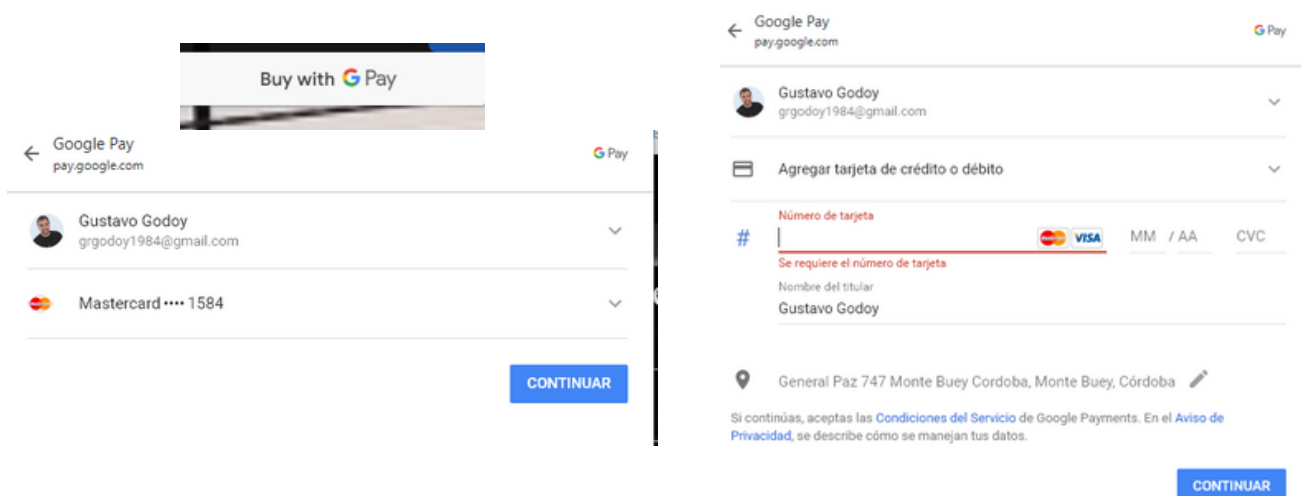 Buy with G Pay
Google Pay
pay.google.com
G Pay
Gustavo Godoy
grgodoy1984@gmail.com
Mastercard •••• 1584
CONTINUAR
Google Pay
pay.google.com
G Pay
Gustavo Godoy
grgodoy1984@gmail.com
Agregar tarjeta de crédito o débito
Número de tarjeta
# VISA MM / AA CVC
Se requiere el número de tarjeta
Nombre del titular
Gustavo Godoy
General Paz 747 Monte Buey Cordoba, Monte Buey, Córdoba
Si continúas, aceptas las Condiciones del Servicio de Google Payments. En el Aviso de
Privacidad, se describe cómo se manejan tus datos.
CONTINUAR